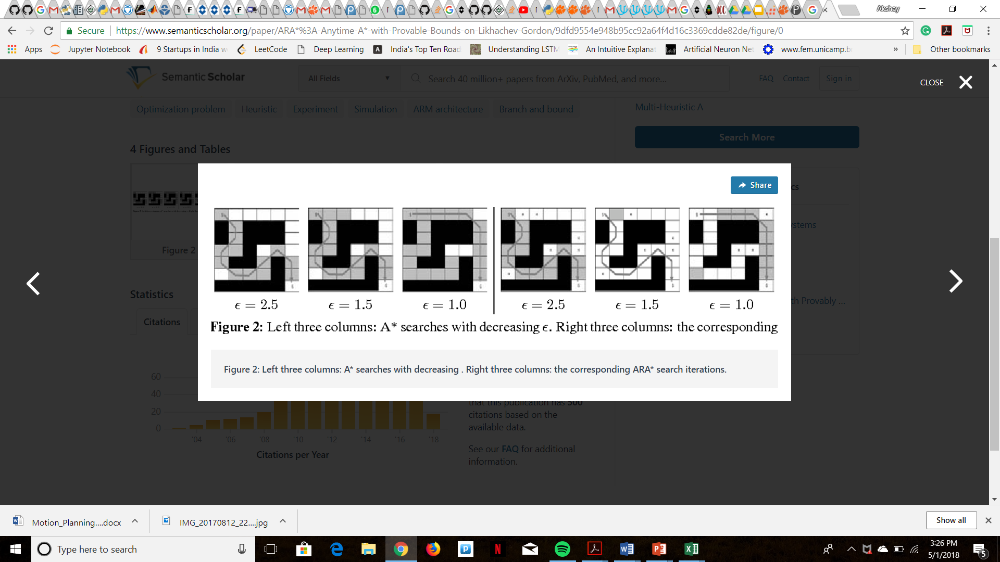 Akshay
Secure https://www.semanticscholar.org/paper/ARA*%3A-Anytime-A*-with-Provable-Bounds-on-Likhachev-Gordon/9dfd9554e948b95cc92a64f4d16c3369cdde82de/figure/0
Apps Jupyter Notebook 9 Startups in India w LeetCode Deep Learning India's Top Ten Road Understanding LSTM An Intuitive Explanat Artificial Neuron Net www.fem.unicamp.b » Other bookmarks
Semantic Scholar All Fields Search 40 million+ papers from ArXiv, PubMed, and more... FAQ Contact Sign in CLOSE
Optimization problem Heuristic Experiment Simulation ARM architecture Branch and bound
Multi-Heuristic A
Search More
4 Figures and Tables
Share
cs
stems
Figure 2
ϵ = 2.5 ϵ = 1.5 ϵ = 1.0 ϵ = 2.5 ϵ = 1.5 ϵ = 1.0
th Provably ...
Figure 2: Left three columns: A* searches with decreasing ϵ. Right three columns: the corresponding
Figure 2: Left three columns: A* searches with decreasing . Right three columns: the corresponding ARA* search iterations.
Statistics
Citations
60
40
20
0
'04 '06 '08 '10 '12 '14 '16 '18
Citations per Year
that this publication has 500
citations based on the
available data.
See our FAQ for additional
information.
Motion_Planning....docx IMG_20170812_22....jpg Show all
Type here to search
3:26 PM
5/1/2018
5